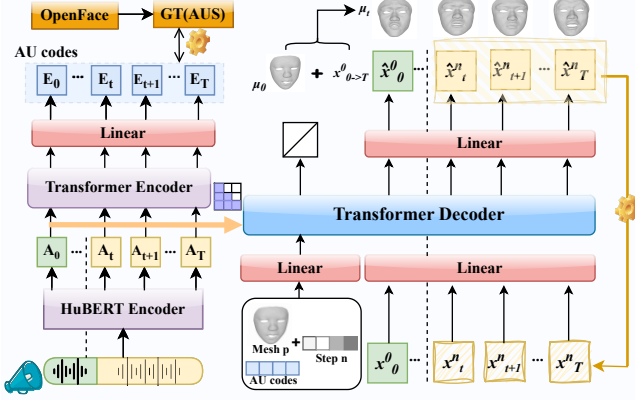 OpenFace
GT(AUS)
AU codes
E_0 ... E_t E_{t+1} ... E_T
Linear
Transformer Encoder
A_0 ... A_t A_{t+1} ... A_T
HuBERT Encoder
μ_t
μ_0 + x^0_{0->T}
x̂^0_0 ... x̂^n_t x̂^n_{t+1} ... x̂^n_T
Linear
Transformer Decoder
Linear
Linear
Mesh p + Step n
AU codes
x^0_0 ... x^n_t x^n_{t+1} ... x^n_T